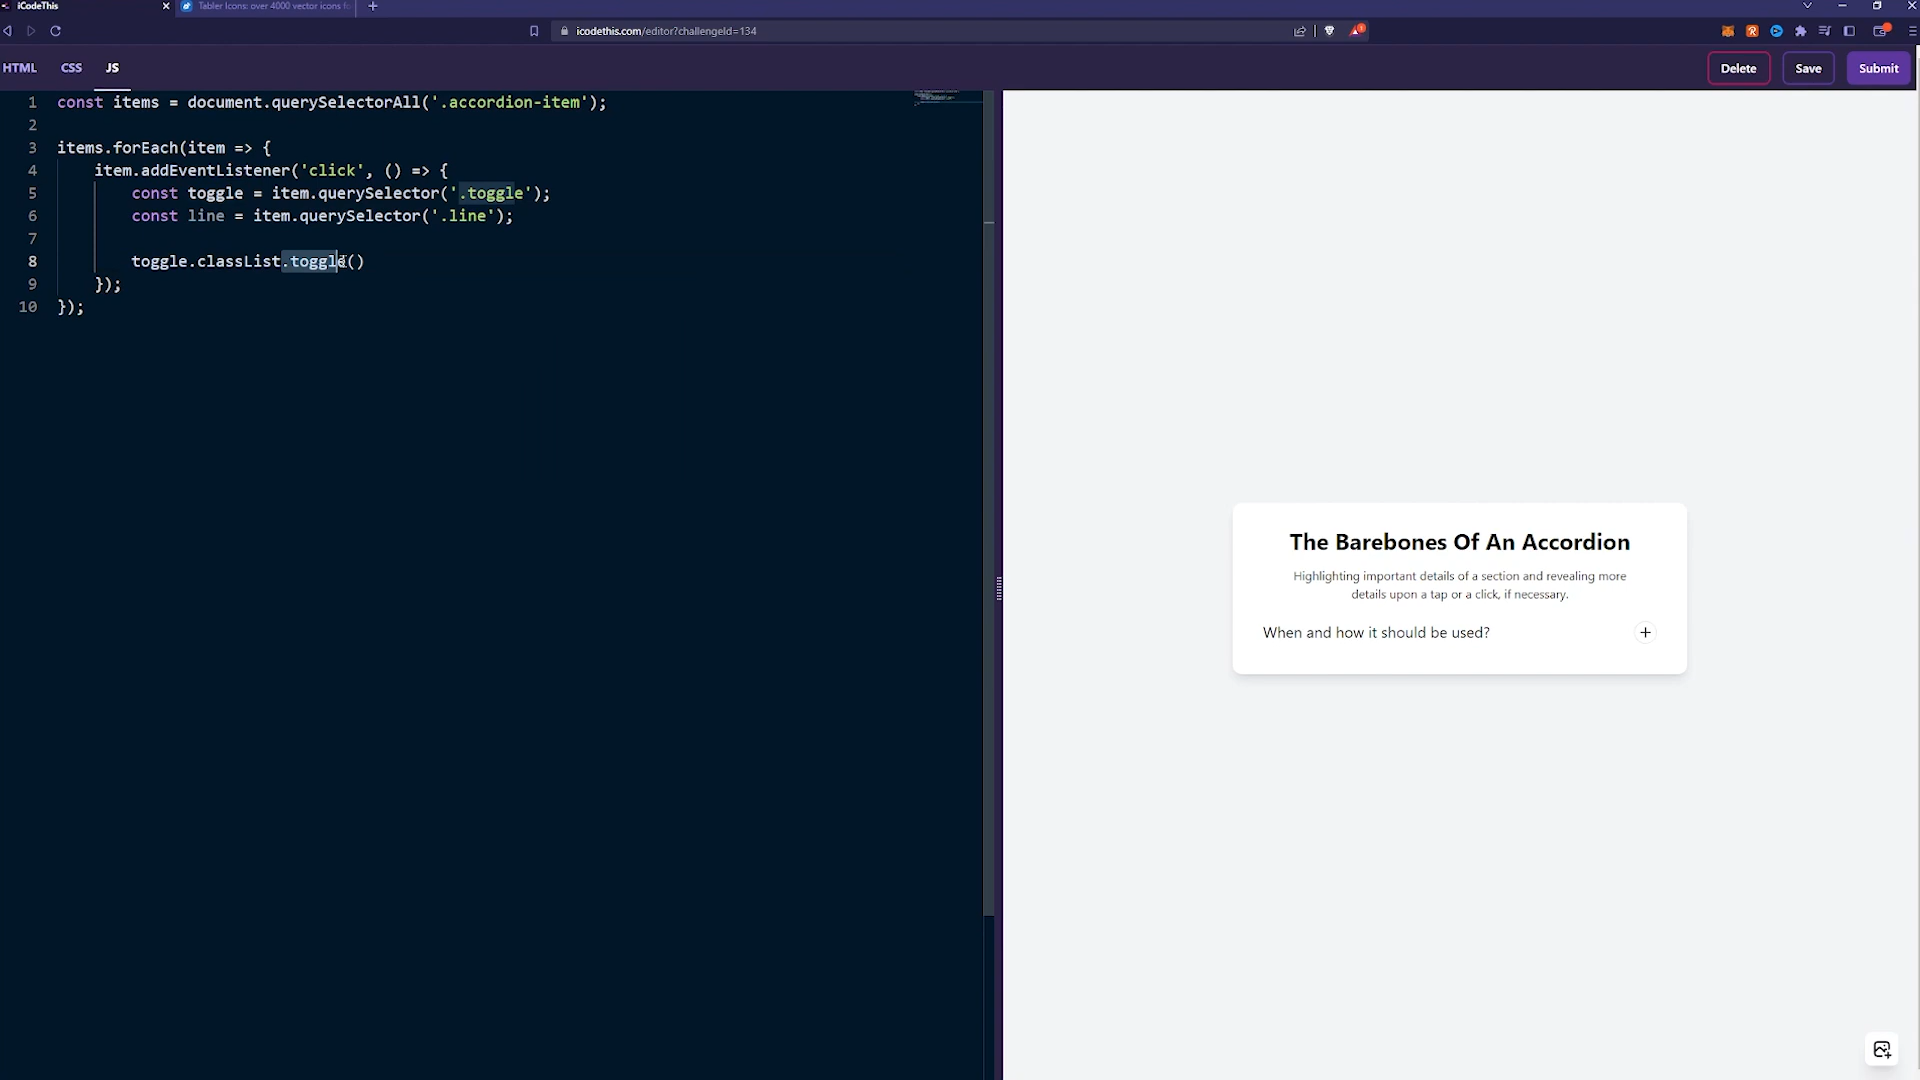 iCodeThis
Tabler Icons: over 4000 vector icons fo
icodethis.com/editor?challengeId=134
1
HTML
CSS
JS
Delete
Save
Submit
1 const items = document.querySelectorAll('.accordion-item');
2
3 items.forEach(item => {
4 item.addEventListener('click', () => {
5 const toggle = item.querySelector('.toggle');
6 const line = item.querySelector('.line');
7
8 toggle.classList.toggle()
9 });
10 });
The Barebones Of An Accordion
Highlighting important details of a section and revealing more
details upon a tap or a click, if necessary.
When and how it should be used?